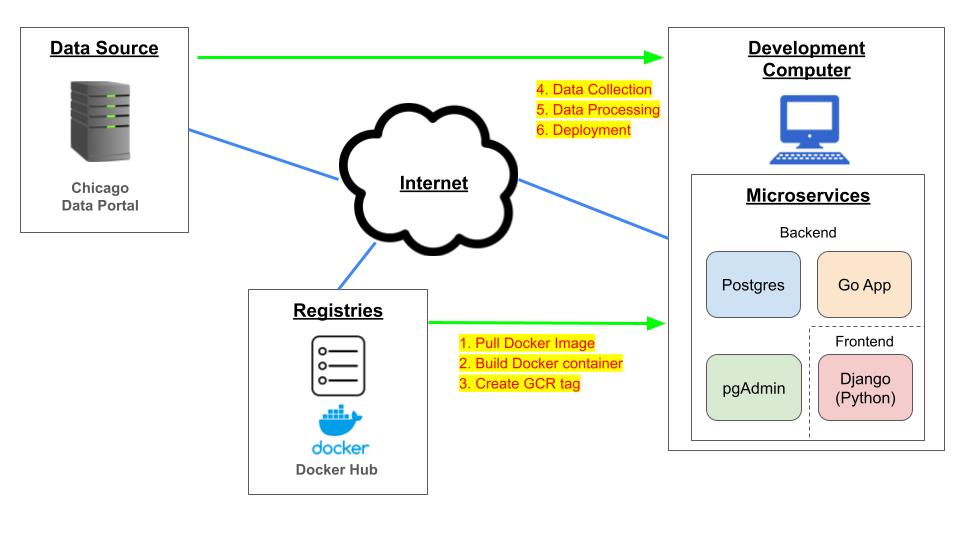 Data Source
Chicago
Data Portal
4. Data Collection
5. Data Processing
6. Deployment
Internet
Registries
docker
Docker Hub
1. Pull Docker Image
2. Build Docker container
3. Create GCR tag
Development
Computer
Microservices
Backend
Postgres
Go App
Frontend
pgAdmin
Django
(Python)